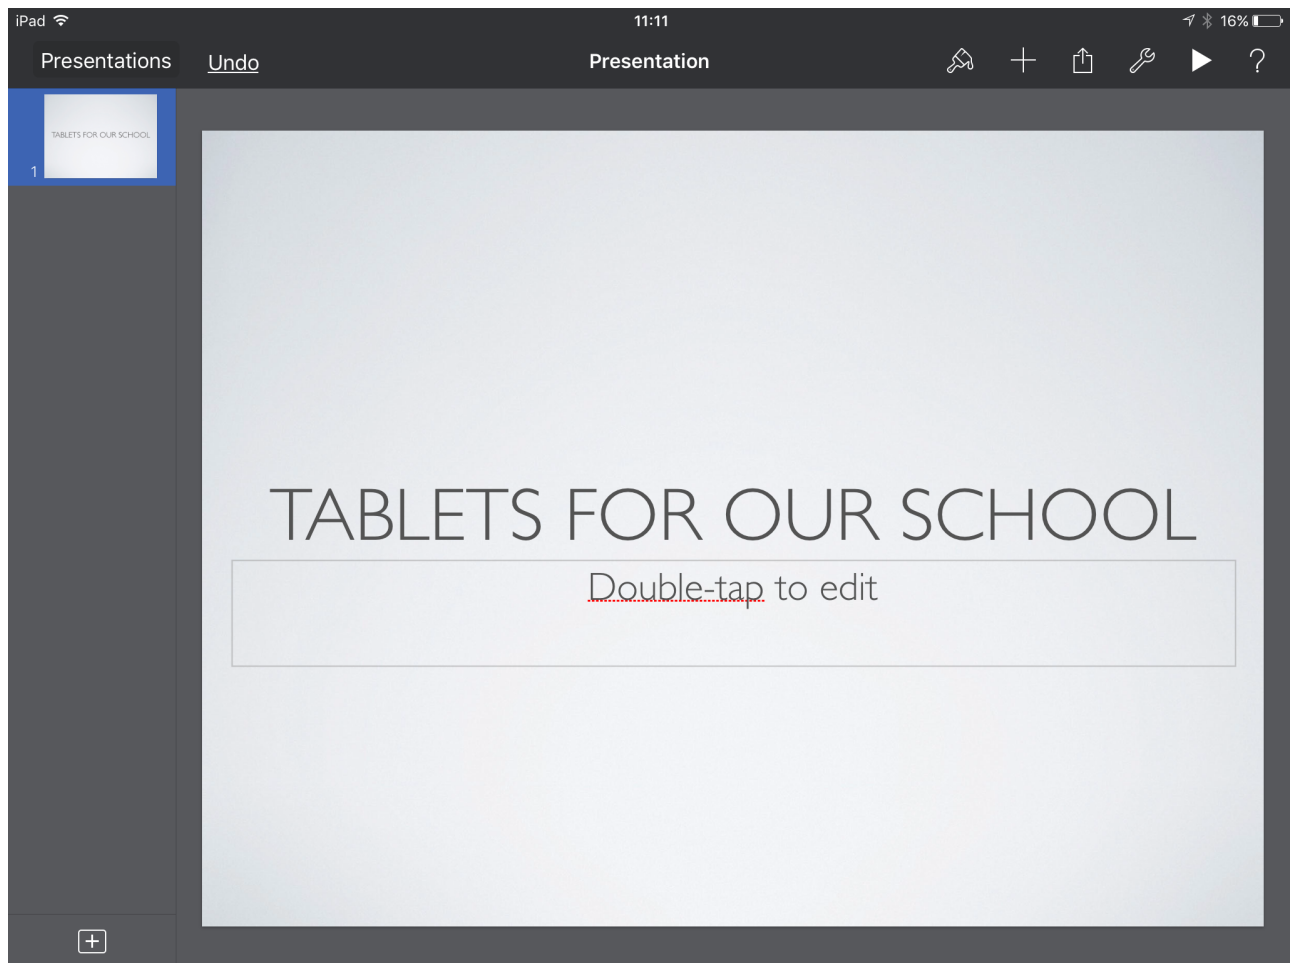 iPad 11:11 16%
Presentations Undo Presentation ?
TABLETS FOR OUR SCHOOL
1
TABLETS FOR OUR SCHOOL
Double-tap to edit